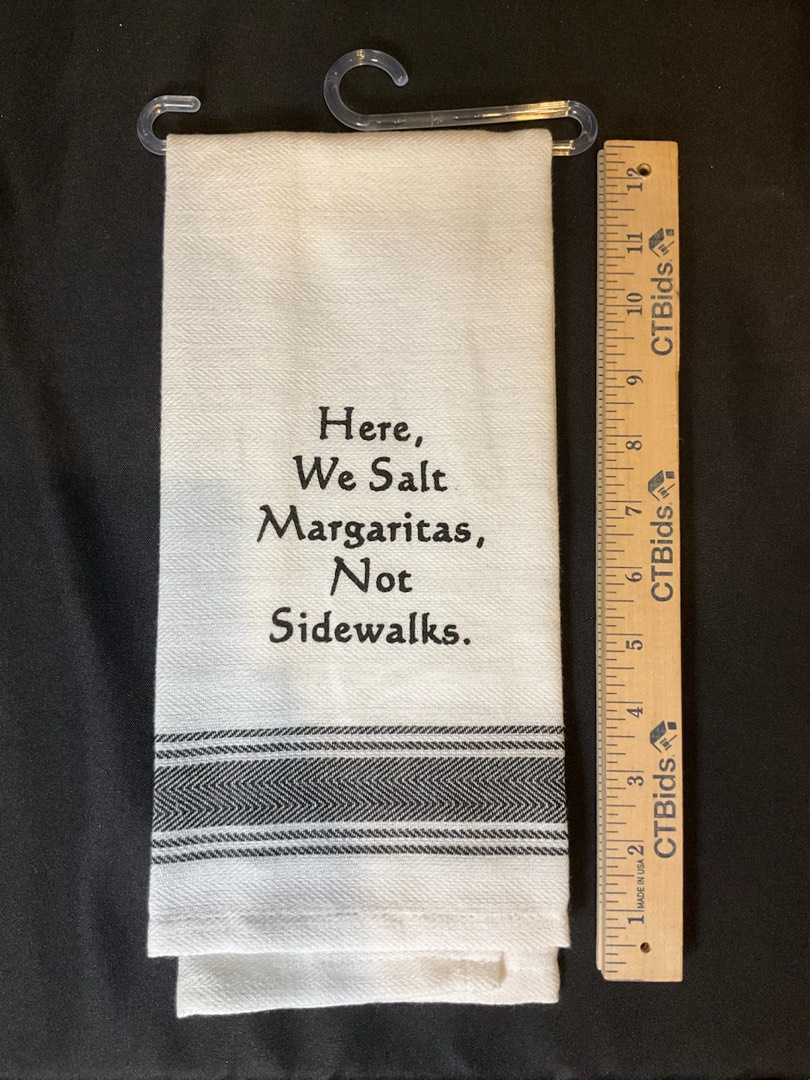 Here,
We Salt
Margaritas,
Not
Sidewalks.
12
11
10
9
8
7
6
5
4
3
2
1
CTBids.
CTBids.
CTBids.
MADE IN USA